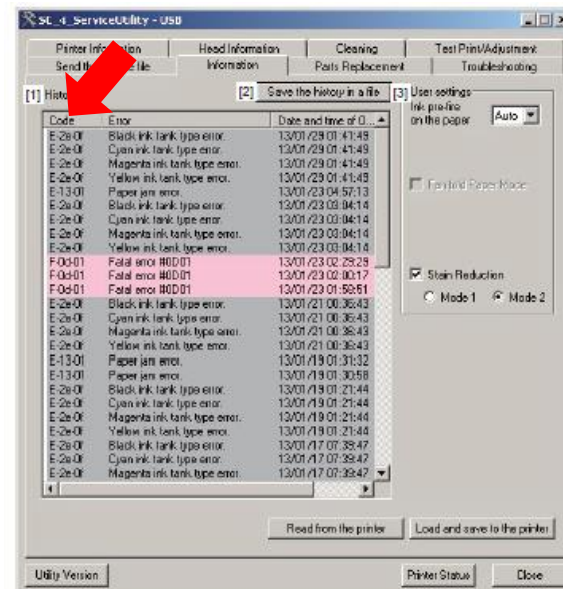 SC_4_ServiceUtility - USB
Printer Information Head Information Cleaning Test Print/Adjustment
Send the file Information Parts Replacement Troubleshooting
[1] History [2] Save the history in a file [3] User settings
Ink pre-fire
on the paper Auto
Code Error Date and time of O...
E-2e-0f Black ink tank type error. 13/01/29 01:41:49
E-2e-0f Cyan ink tank type error. 13/01/29 01:41:49
E-2e-0f Magenta ink tank type error. 13/01/29 01:41:49
E-2e-0f Yellow ink tank type error. 13/01/29 01:41:49
E-13-01 Paper jam error. 13/01/23 04:57:13
E-2e-0f Black ink tank type error. 13/01/23 03:04:14
E-2e-0f Cyan ink tank type error. 13/01/23 03:04:14
E-2e-0f Magenta ink tank type error. 13/01/23 03:04:14
E-2e-0f Yellow ink tank type error. 13/01/23 03:04:14
F-0d-01 Fatal error #0D01 13/01/23 02:29:29
F-0d-01 Fatal error #0D01 13/01/23 02:00:17
F-0d-01 Fatal error #0D01 13/01/23 01:59:51
E-2e-0f Black ink tank type error. 13/01/21 00:36:43
E-2e-0f Cyan ink tank type error. 13/01/21 00:36:43
E-2e-0f Magenta ink tank type error. 13/01/21 00:36:43
E-2e-0f Yellow ink tank type error. 13/01/21 00:36:43
E-13-01 Paper jam error. 13/01/19 01:31:32
E-13-01 Paper jam error. 13/01/19 01:30:58
E-2e-0f Black ink tank type error. 13/01/19 01:21:44
E-2e-0f Cyan ink tank type error. 13/01/19 01:21:44
E-2e-0f Magenta ink tank type error. 13/01/19 01:21:44
E-2e-0f Yellow ink tank type error. 13/01/19 01:21:44
E-2e-0f Black ink tank type error. 13/01/17 07:39:47
E-2e-0f Cyan ink tank type error. 13/01/17 07:39:47
E-2e-0f Magenta ink tank type error. 13/01/17 07:39:47
Fanfold Paper Mode
Stain Reduction
Mode 1 Mode 2
Read from the printer Load and save to the printer
Utility Version Printer Status Close